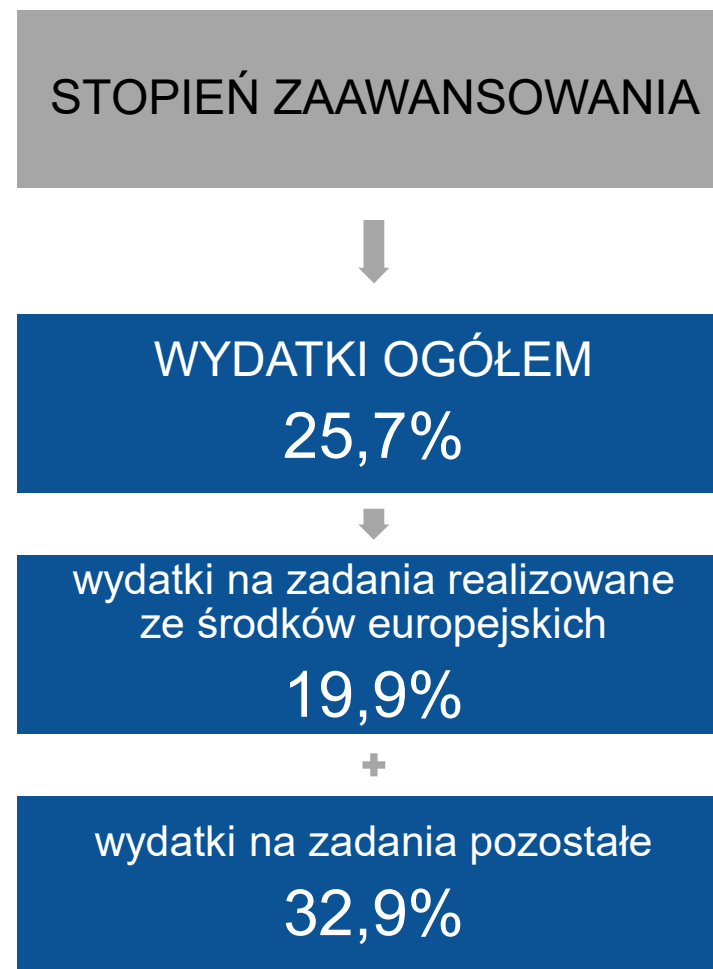 STOPIEŃ ZAAWANSOWANIA
WYDATKI OGÓŁEM
25,7%
wydatki na zadania realizowane
ze środków europejskich
19,9%
+
wydatki na zadania pozostałe
32,9%